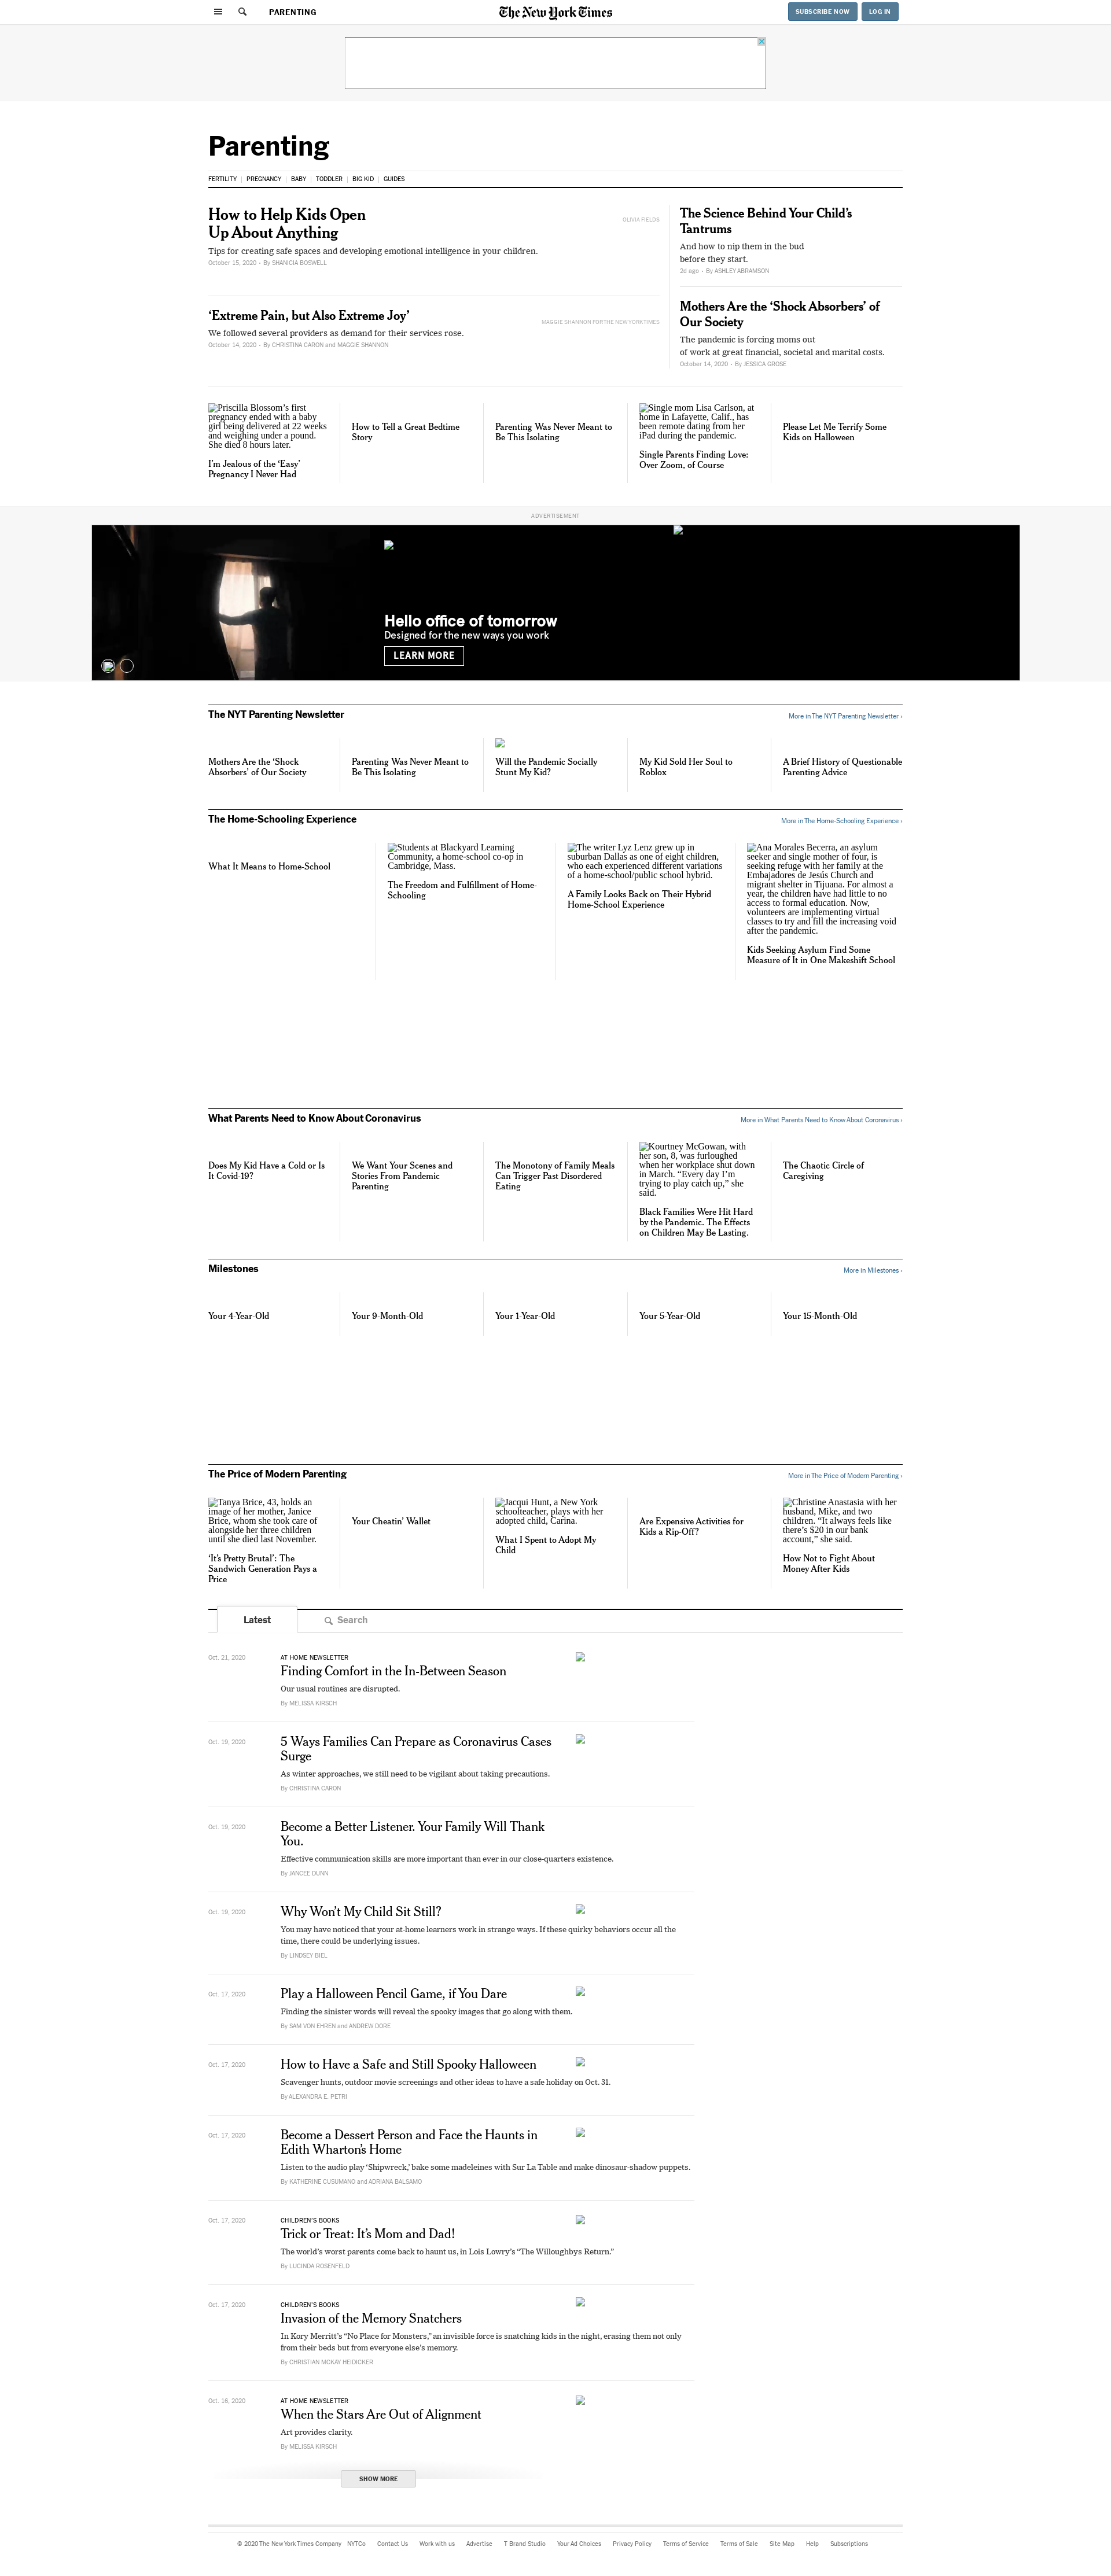 PARENTING
The New York Times
SUBSCRIBE NOW
LOG IN
Parenting
FERTILITY
PREGNANCY
BABY
TODDLER
BIG KID
GUIDES
How to Help Kids Open
Up About Anything
Tips for creating safe spaces and developing emotional intelligence in your children.
October 15, 2020 • By SHANICIA BOSWELL
OLIVIA FIELDS
‘Extreme Pain, but Also Extreme Joy’
We followed several providers as demand for their services rose.
October 14, 2020 • By CHRISTINA CARON and MAGGIE SHANNON
MAGGIE SHANNON FOR THE NEW YORK TIMES
The Science Behind Your Child’s
Tantrums
And how to nip them in the bud
before they start.
2d ago • By ASHLEY ABRAMSON
Mothers Are the ‘Shock Absorbers’ of
Our Society
The pandemic is forcing moms out
of work at great financial, societal and marital costs.
October 14, 2020 • By JESSICA GROSE
Priscilla Blossom’s first
pregnancy ended with a baby
girl being delivered at 22 weeks
and weighing under a pound.
She died 8 hours later.
I’m Jealous of the ‘Easy’
Pregnancy I Never Had
How to Tell a Great Bedtime
Story
Parenting Was Never Meant to
Be This Isolating
Single mom Lisa Carlson, at
home in Lafayette, Calif., has
been remote dating from her
iPad during the pandemic.
Single Parents Finding Love:
Over Zoom, of Course
Please Let Me Terrify Some
Kids on Halloween
ADVERTISEMENT
Hello office of tomorrow
Designed for the new ways you work
LEARN MORE
The NYT Parenting Newsletter
More in The NYT Parenting Newsletter ›
Mothers Are the ‘Shock
Absorbers’ of Our Society
Parenting Was Never Meant to
Be This Isolating
Will the Pandemic Socially
Stunt My Kid?
My Kid Sold Her Soul to
Roblox
A Brief History of Questionable
Parenting Advice
The Home-Schooling Experience
More in The Home-Schooling Experience ›
What It Means to Home-School
Students at Blackyard Learning
Community, a home-school co-op in
Cambridge, Mass.
The Freedom and Fulfillment of Home-
Schooling
The writer Lyz Lenz grew up in
suburban Dallas as one of eight children,
who each experienced different variations
of a home-school/public school hybrid.
A Family Looks Back on Their Hybrid
Home-School Experience
Ana Morales Becerra, an asylum
seeker and single mother of four, is
seeking refuge with her family at the
Embajadores de Jesús Church and
migrant shelter in Tijuana. For almost a
year, the children have had little to no
access to formal education. Now,
volunteers are implementing virtual
classes to try and fill the increasing void
after the pandemic.
Kids Seeking Asylum Find Some
Measure of It in One Makeshift School
What Parents Need to Know About Coronavirus
More in What Parents Need to Know About Coronavirus ›
Does My Kid Have a Cold or Is
It Covid-19?
We Want Your Scenes and
Stories From Pandemic
Parenting
The Monotony of Family Meals
Can Trigger Past Disordered
Eating
Kourtney McGowan, with
her son, 8, was furloughed
when her workplace shut down
in March. “Every day I’m
trying to play catch up,” she
said.
Black Families Were Hit Hard
by the Pandemic. The Effects
on Children May Be Lasting.
The Chaotic Circle of
Caregiving
Milestones
More in Milestones ›
Your 4-Year-Old
Your 9-Month-Old
Your 1-Year-Old
Your 5-Year-Old
Your 15-Month-Old
The Price of Modern Parenting
More in The Price of Modern Parenting ›
Tanya Brice, 43, holds an
image of her mother, Janice
Brice, whom she took care of
alongside her three children
until she died last November.
‘It’s Pretty Brutal’: The
Sandwich Generation Pays a
Price
Your Cheatin’ Wallet
Jacqui Hunt, a New York
schoolteacher, plays with her
adopted child, Carina.
What I Spent to Adopt My
Child
Are Expensive Activities for
Kids a Rip-Off?
Christine Anastasia with her
husband, Mike, and two
children. “It always feels like
there’s $20 in our bank
account,” she said.
How Not to Fight About
Money After Kids
Latest
Search
Oct. 21, 2020
AT HOME NEWSLETTER
Finding Comfort in the In-Between Season
Our usual routines are disrupted.
By MELISSA KIRSCH
Oct. 19, 2020
5 Ways Families Can Prepare as Coronavirus Cases
Surge
As winter approaches, we still need to be vigilant about taking precautions.
By CHRISTINA CARON
Oct. 19, 2020
Become a Better Listener. Your Family Will Thank
You.
Effective communication skills are more important than ever in our close-quarters existence.
By JANCEE DUNN
Oct. 19, 2020
Why Won’t My Child Sit Still?
You may have noticed that your at-home learners work in strange ways. If these quirky behaviors occur all the
time, there could be underlying issues.
By LINDSEY BIEL
Oct. 17, 2020
Play a Halloween Pencil Game, if You Dare
Finding the sinister words will reveal the spooky images that go along with them.
By SAM VON EHREN and ANDREW DORE
Oct. 17, 2020
How to Have a Safe and Still Spooky Halloween
Scavenger hunts, outdoor movie screenings and other ideas to have a safe holiday on Oct. 31.
By ALEXANDRA E. PETRI
Oct. 17, 2020
Become a Dessert Person and Face the Haunts in
Edith Wharton’s Home
Listen to the audio play ‘Shipwreck,’ bake some madeleines with Sur La Table and make dinosaur-shadow puppets.
By KATHERINE CUSUMANO and ADRIANA BALSAMO
Oct. 17, 2020
CHILDREN’S BOOKS
Trick or Treat: It’s Mom and Dad!
The world’s worst parents come back to haunt us, in Lois Lowry’s “The Willoughbys Return.”
By LUCINDA ROSENFELD
Oct. 17, 2020
CHILDREN’S BOOKS
Invasion of the Memory Snatchers
In Kory Merritt’s “No Place for Monsters,” an invisible force is snatching kids in the night, erasing them not only
from their beds but from everyone else’s memory.
By CHRISTIAN MCKAY HEIDICKER
Oct. 16, 2020
AT HOME NEWSLETTER
When the Stars Are Out of Alignment
Art provides clarity.
By MELISSA KIRSCH
SHOW MORE
© 2020 The New York Times Company
NYTCo
Contact Us
Work with us
Advertise
T Brand Studio
Your Ad Choices
Privacy Policy
Terms of Service
Terms of Sale
Site Map
Help
Subscriptions